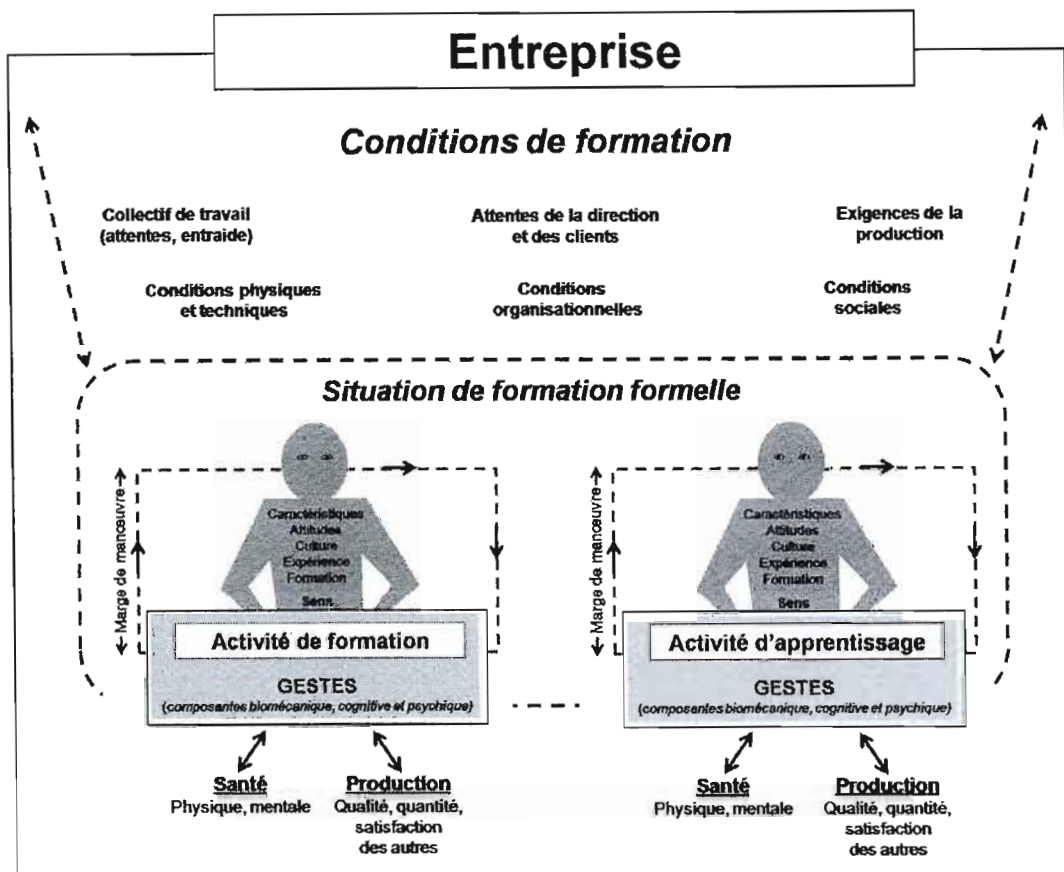 Entreprise
Conditions de formation
Collectif de travail
(attentes, entraide)
Attentes de la direction
et des clients
Exigences de la
production
Conditions physiques
et techniques
Conditions
organisationnelles
Conditions
sociales
Situation de formation formelle
Marge de manœuvre
Caractéristiques
Attitudes
Culture
Expérience
Formation
Sens
Activité de formation
GESTES
(composantes biomécanique, cognitive et psychique)
Santé
Physique, mentale
Production
Qualité, quantité,
satisfaction
des autres
Marge de manœuvre
Caractéristiques
Attitudes
Culture
Expérience
Formation
Sens
Activité d'apprentissage
GESTES
(composantes biomécanique, cognitive et psychique)
Santé
Physique, mentale
Production
Qualité, quantité,
satisfaction
des autres